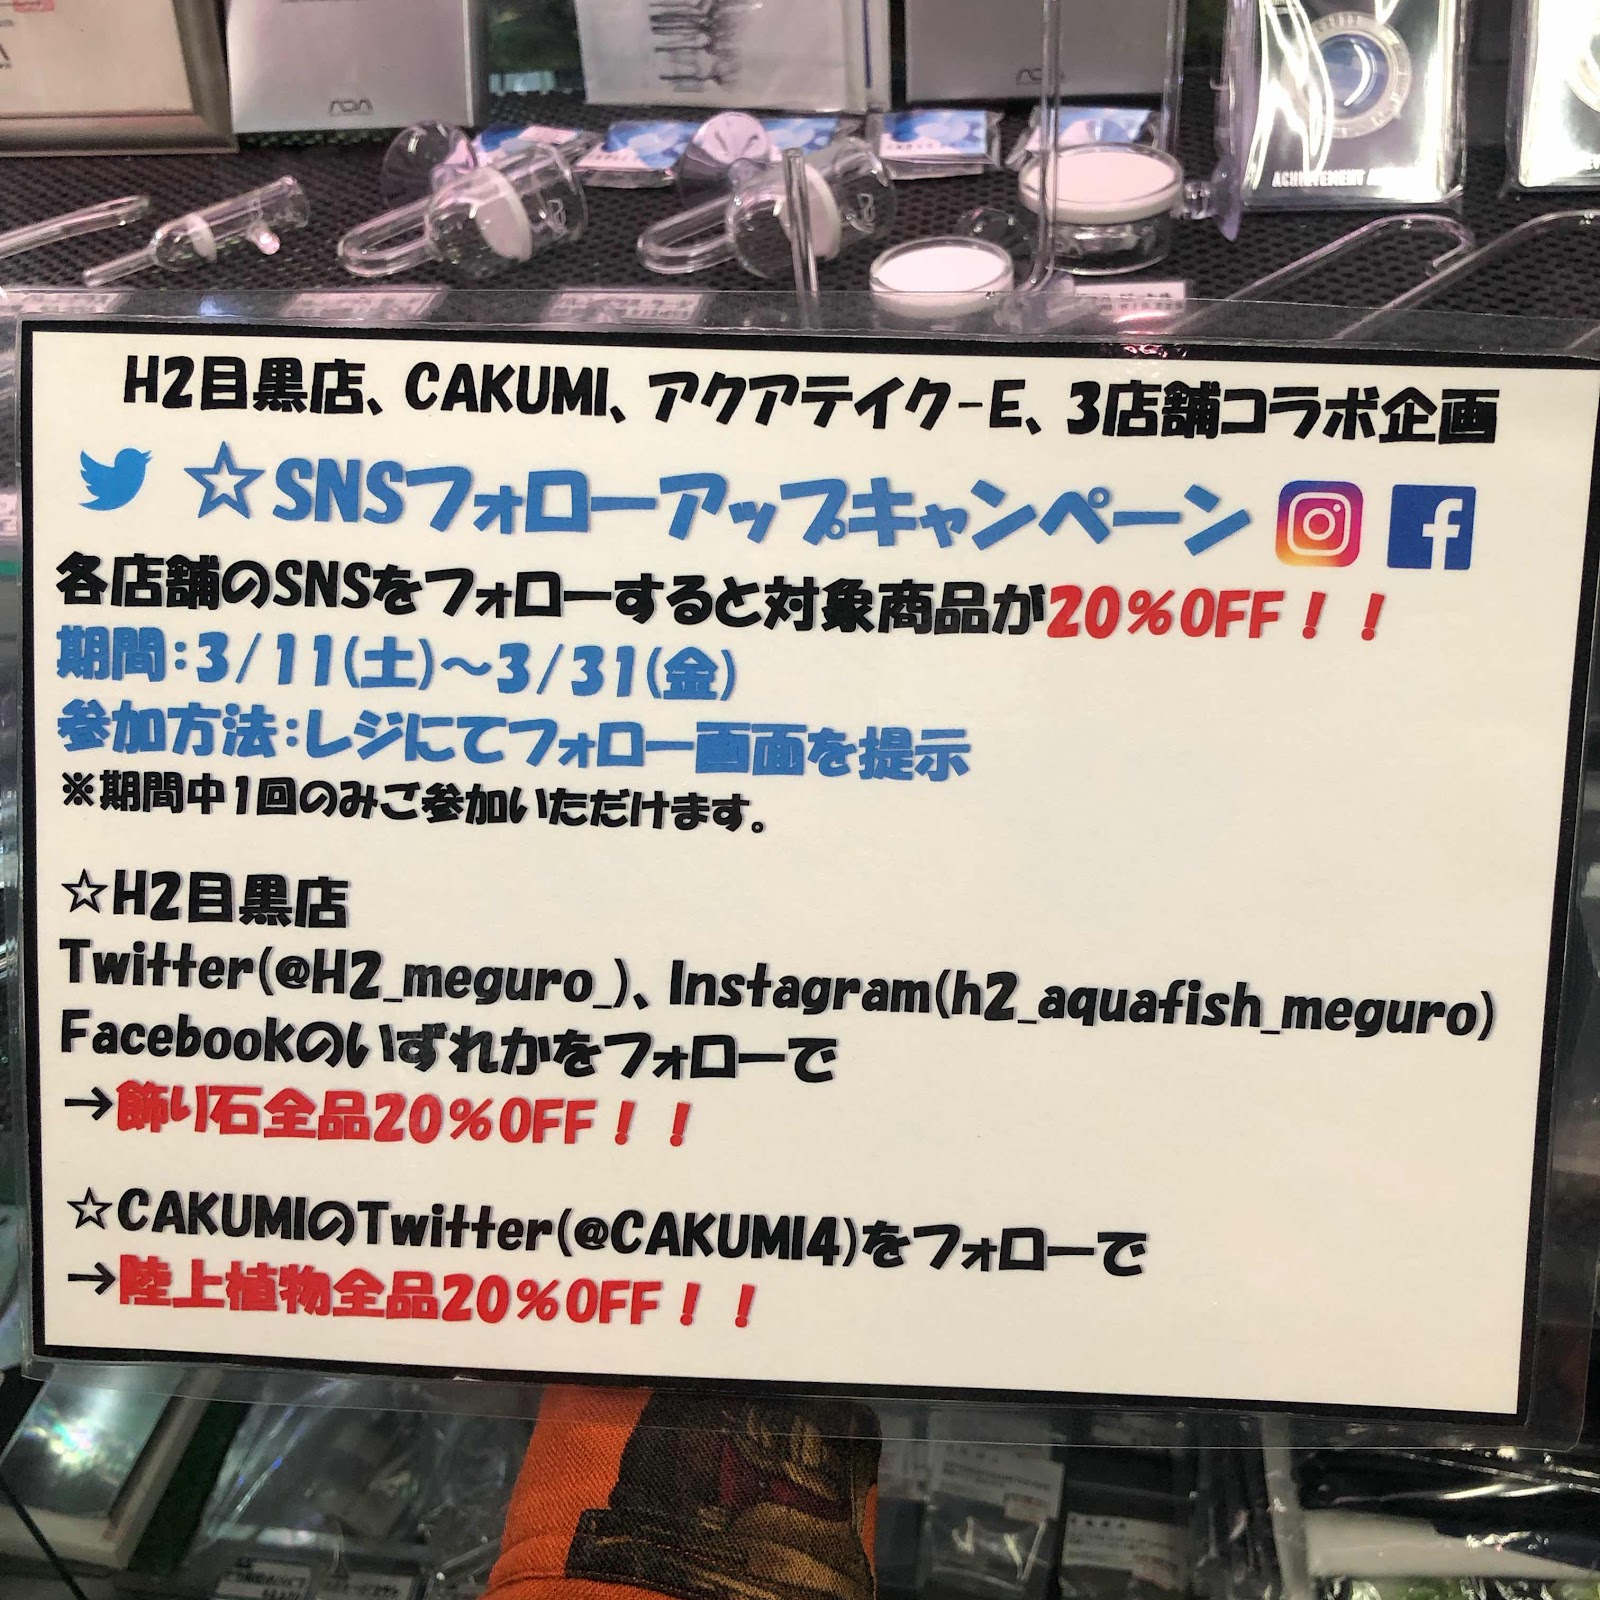 ADA
ADA
ACHIEVEMENT
H2目黒店、CAKUMI、アクアテイク-E、3店舗コラボ企画
☆SNSフォローアップキャンペーン
各店舗のSNSをフォローすると対象商品が20%OFF！！
期間：3/11(土)～3/31(金)
参加方法：レジにてフォロー画面を提示
※期間中1回のみご参加いただけます。
☆H2目黒店
Twitter(@H2_meguro_)、Instagram(h2_aquafish_meguro)
Facebookのいずれかをフォローで
→飾り石全品20%OFF！！
☆CAKUMIのTwitter(@CAKUMI4)をフォローで
→陸上植物全品20%OFF！！